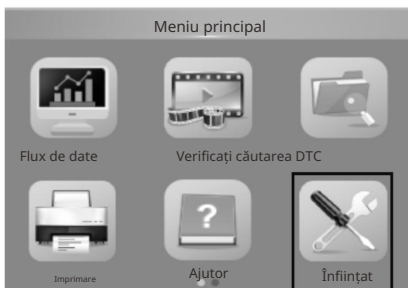 Meniu principal
Flux de date
Verificați căutarea DTC
Imprimare
Ajutor
Înființat